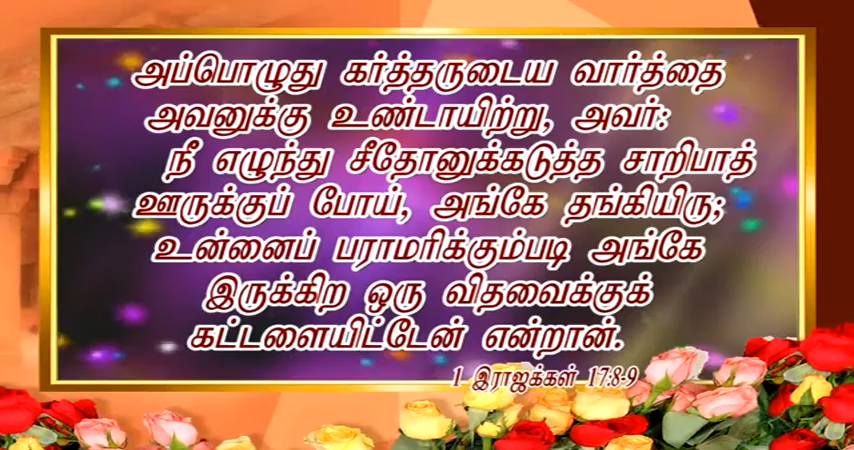 அப்பொழுது கர்த்தருடைய வார்த்தை
அவனுக்கு உண்டாயிற்று, அவர்:
நீ எழுந்து சீதோனுக்கடுத்த சாறிபாத்
ஊருக்குப் போய், அங்கே தங்கியிரு;
உன்னைப் பராமரிக்கும்படி அங்கே
இருக்கிற ஒரு விதவைக்குக்
கட்டளையிட்டேன் என்றான்.
1 இராஜக்கள் 17:8-9